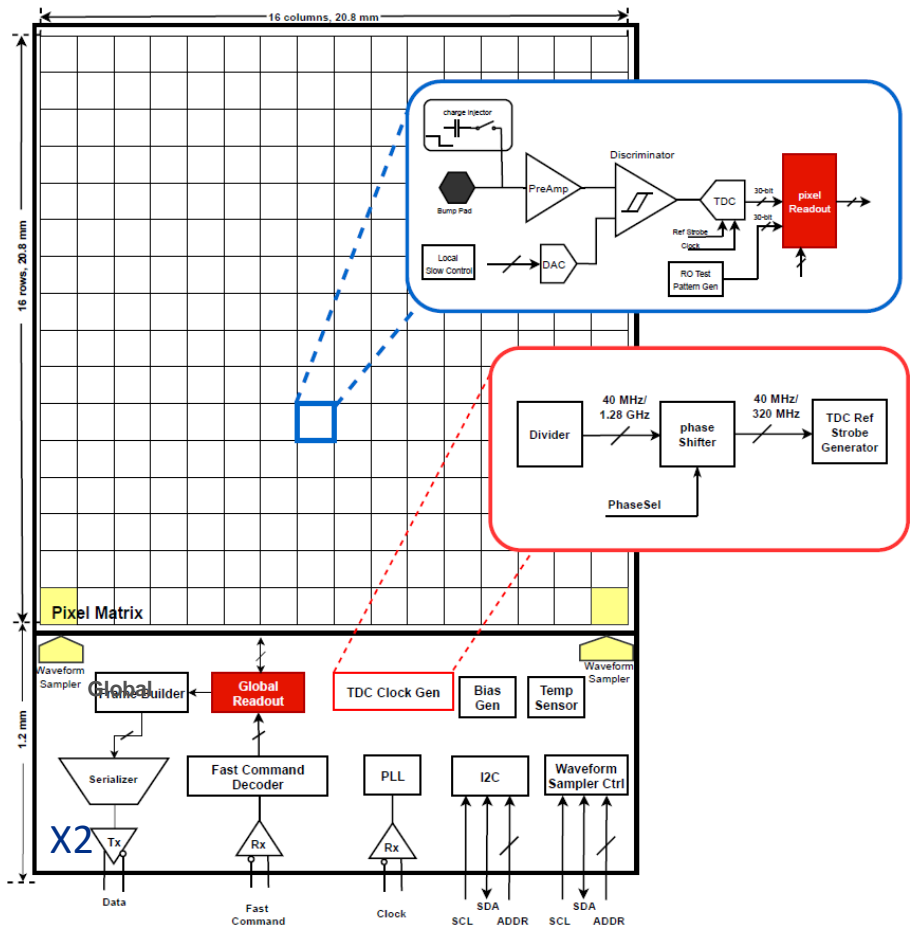 16 columns, 20.8 mm
16 rows, 20.8 mm
charge injector
Bump Pad
PreAmp
Discriminator
TDC
30-bit
30-bit
pixel
Readout
Ref Strobe
Clock
Local
Slow Control
DAC
RO Test
Pattern Gen
40 MHz/
1.28 GHz
40 MHz/
320 MHz
Divider
phase
Shifter
TDC Ref
Strobe
Generator
PhaseSel
Pixel Matrix
Waveform
Sampler
Waveform
Sampler
1.2 mm
Global
Frame Builder
Global
Readout
TDC Clock Gen
Bias
Gen
Temp
Sensor
Serializer
Fast Command
Decoder
PLL
I2C
Waveform
Sampler Ctrl
X2
Tx
Rx
Rx
Data
Fast
Command
Clock
SCL
SDA
ADDR
SCL
SDA
ADDR